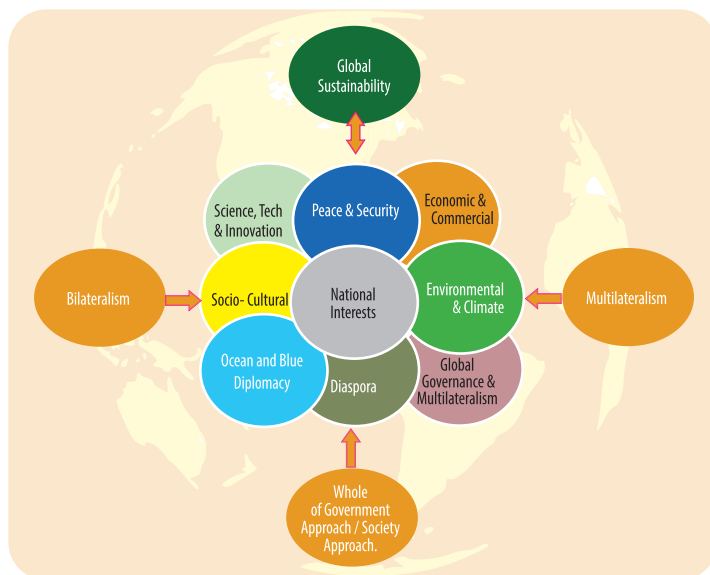 Global
Sustainability
Science, Tech
& Innovation
Peace & Security
Economic &
Commercial
Bilateralism
Socio- Cultural
National
Interests
Environmental
& Climate
Multilateralism
Ocean and Blue
Diplomacy
Diaspora
Global
Governance &
Multilateralism
Whole
of Government
Approach / Society
Approach.